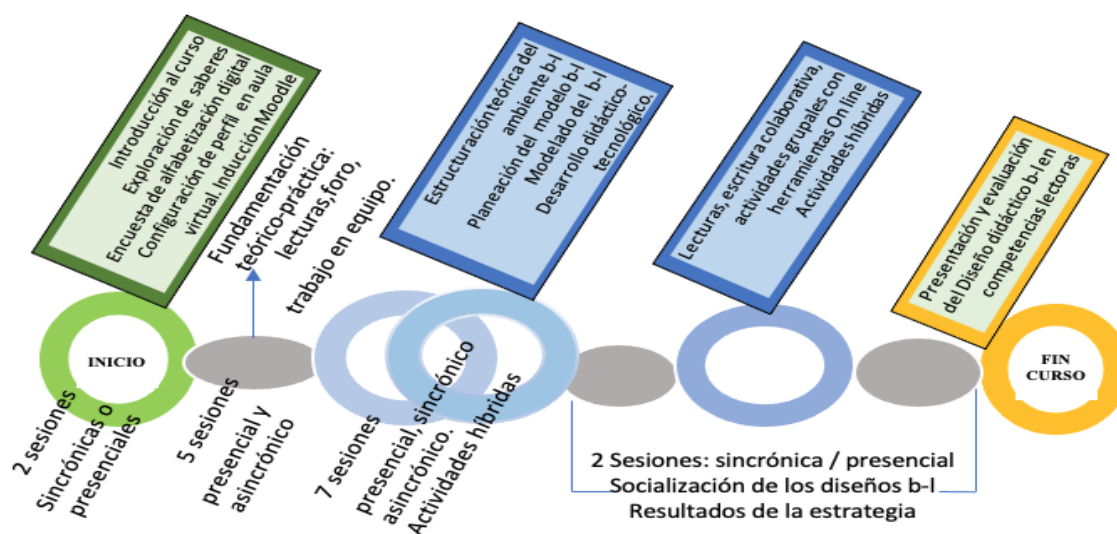 Introducción al curso
Exploración de saberes
Encuesta de alfabetización digital
Configuración de perfil en aula
virtual. Inducción Moodle
Fundamentación
teórico-práctica:
lecturas,foro,
trabajo en equipo.
Estructuración teórica del
ambiente b-l
Planeación del modelo b-l
Modelado del b-l
Desarrollo didáctico-
tecnológico.
Lecturas, escritura colaborativa,
actividades grupales con
herramientas On line
Actividades híbridas
Presentación y evaluación
del Diseño didáctico b-l en
competencias lectoras
INICIO
FIN
CURSO
2 sesiones
Sincrónicas o
presenciales
5 sesiones
presencial y
asincrónico
7 sesiones
presencial, sincrónico
asincrónico.
Actividades híbridas
2 Sesiones: sincrónica / presencial
Socialización de los diseños b-l
Resultados de la estrategia